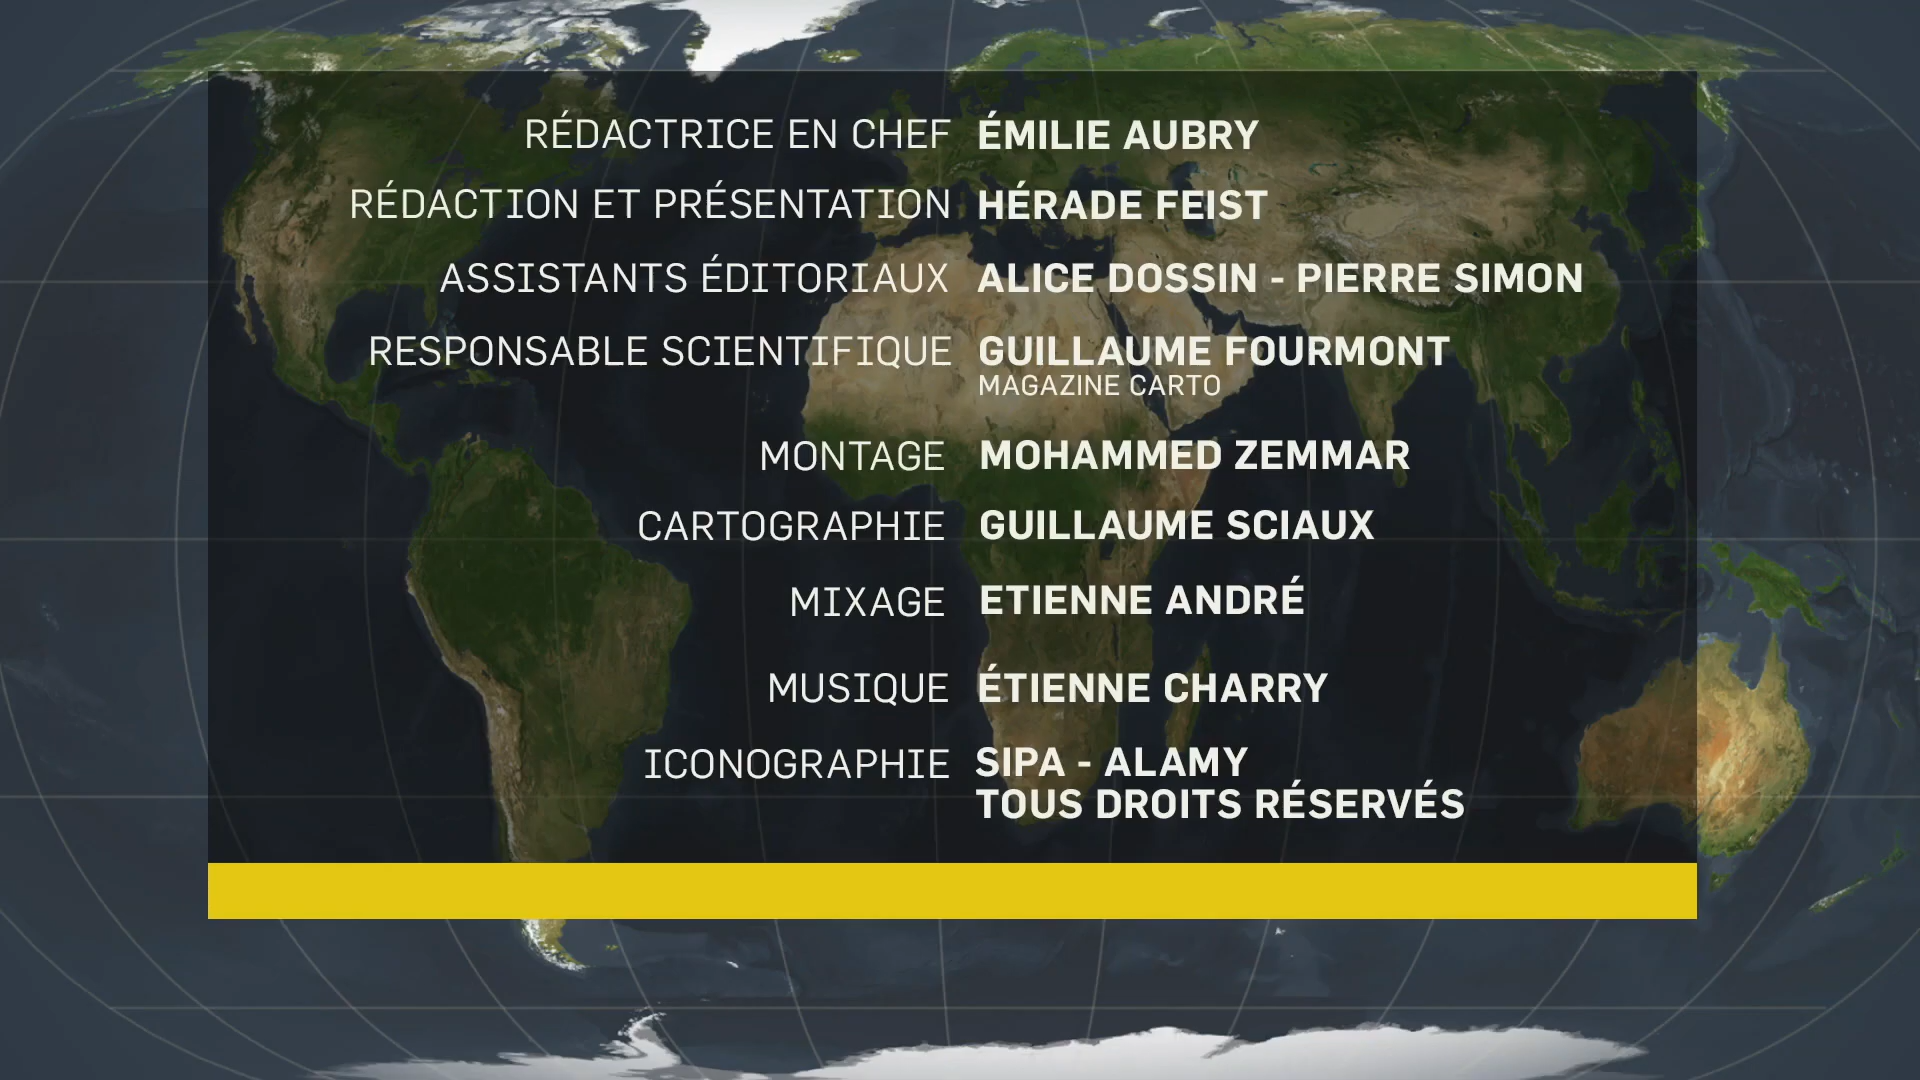 RÉDACTRICE EN CHEF ÉMILIE AUBRY
RÉDACTION ET PRÉSENTATION HÉRADE FEIST
ASSISTANTS ÉDITORIAUX ALICE DOSSIN - PIERRE SIMON
RESPONSABLE SCIENTIFIQUE GUILLAUME FOURMONT
MAGAZINE CARTO
MONTAGE MOHAMMED ZEMMAR
CARTOGRAPHIE GUILLAUME SCIAUX
MIXAGE ETIENNE ANDRÉ
MUSIQUE ÉTIENNE CHARRY
ICONOGRAPHIE SIPA - ALAMY
TOUS DROITS RÉSERVÉS